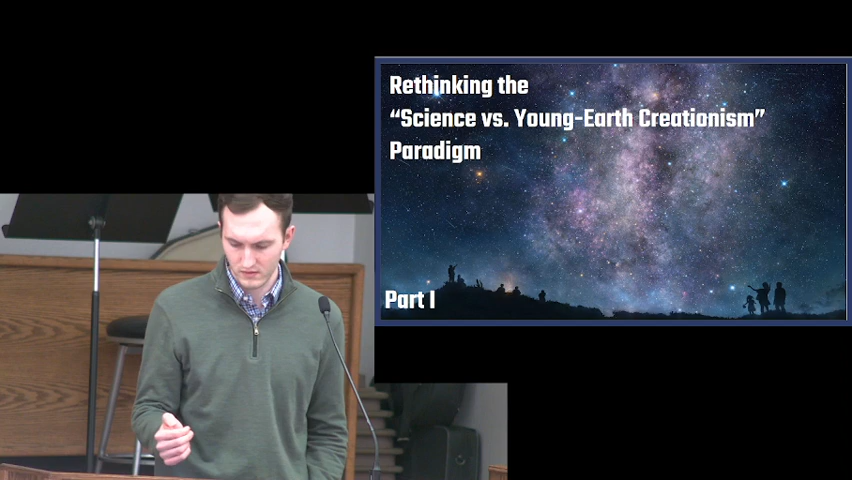 Rethinking the
“Science vs. Young-Earth Creationism”
Paradigm
Part I